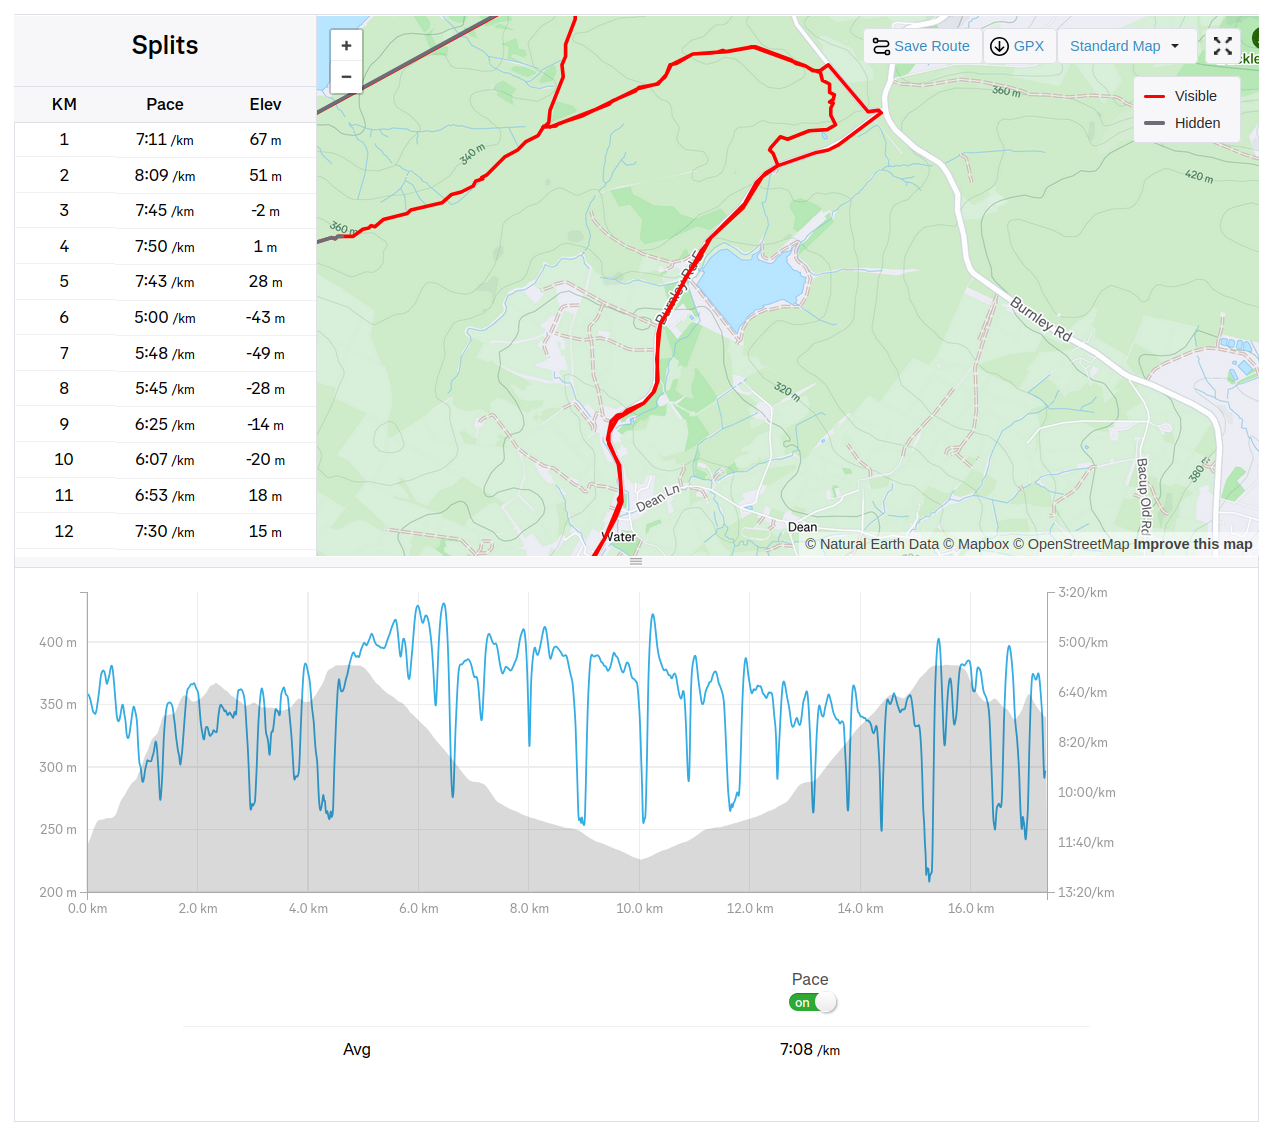 Splits
KM Pace Elev
1 7:11 /km 67 m
2 8:09 /km 51 m
3 7:45 /km -2 m
4 7:50 /km 1 m
5 7:43 /km 28 m
6 5:00 /km -43 m
7 5:48 /km -49 m
8 5:45 /km -28 m
9 6:25 /km -14 m
10 6:07 /km -20 m
11 6:53 /km 18 m
12 7:30 /km 15 m
+
−
Save Route
GPX
Standard Map
Visible
Hidden
360 m
340 m
420 m
360 m
Burnley Rd
320 m
380 m
Dean Ln
Bacup Old Rd
Dean
Water
© Natural Earth Data © Mapbox © OpenStreetMap Improve this map
400 m
350 m
300 m
250 m
200 m
3:20/km
5:00/km
6:40/km
8:20/km
10:00/km
11:40/km
13:20/km
0.0 km 2.0 km 4.0 km 6.0 km 8.0 km 10.0 km 12.0 km 14.0 km 16.0 km
Pace
on
Avg 7:08 /km